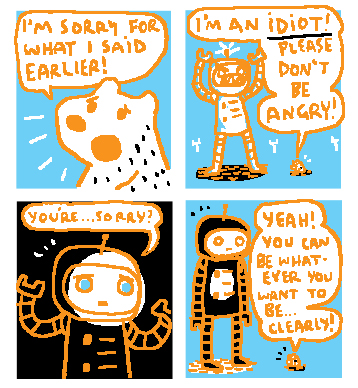 I'M SORRY FOR
WHAT I SAID
EARLIER!
I'M AN IDIOT!
PLEASE
DON'T
BE
ANGRY!
YOU'RE...SORRY?
YEAH!
YOU CAN
BE WHAT-
EVER YOU
WANT TO
BE...
CLEARLY!